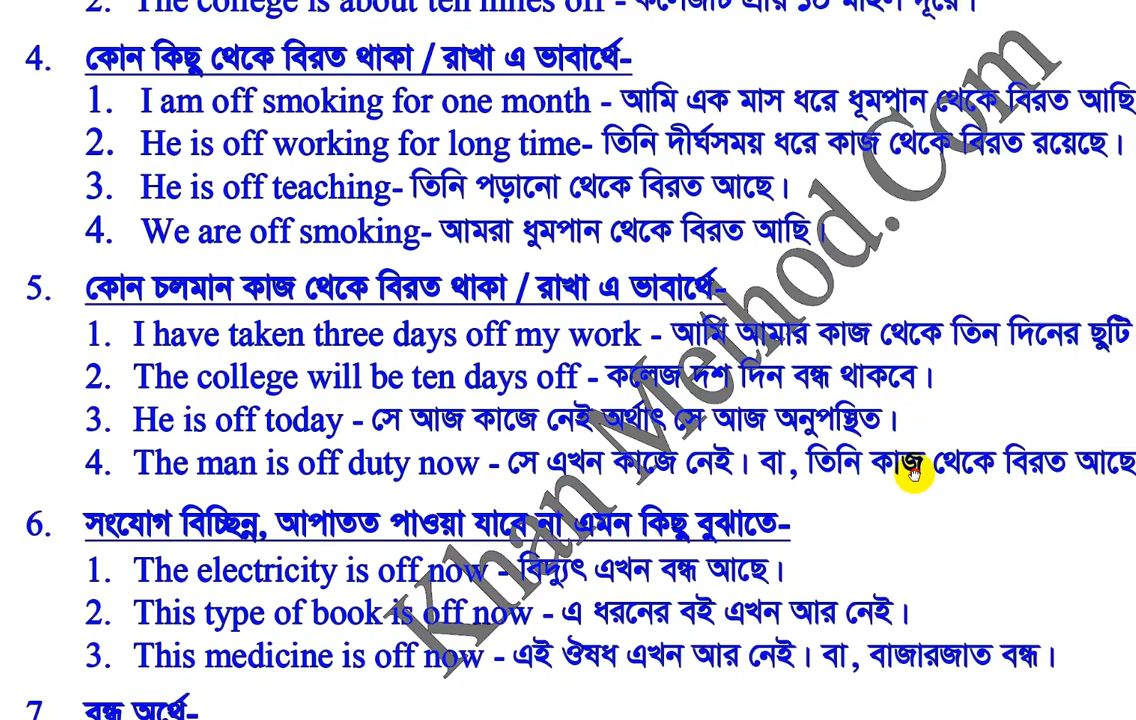 2. The college is about ten miles off - কলেজটি প্রায় ১০ মাইল দূরে।
4. কোন কিছু থেকে বিরত থাকা / রাখা এ ভাবার্থে-
1. I am off smoking for one month - আমি এক মাস ধরে ধূমপান থেকে বিরত আছি
2. He is off working for long time- তিনি দীর্ঘসময় ধরে কাজ থেকে বিরত রয়েছে।
3. He is off teaching- তিনি পড়ানো থেকে বিরত আছে।
4. We are off smoking- আমরা ধুমপান থেকে বিরত আছি।
5. কোন চলমান কাজ থেকে বিরত থাকা / রাখা এ ভাবার্থে-
1. I have taken three days off my work - আমি আমার কাজ থেকে তিন দিনের ছুটি
2. The college will be ten days off - কলেজ দশ দিন বন্ধ থাকবে।
3. He is off today - সে আজ কাজে নেই অর্থাৎ সে আজ অনুপস্থিত।
4. The man is off duty now - সে এখন কাজে নেই। বা, তিনি কাজ থেকে বিরত আছে
6. সংযোগ বিচ্ছিন্ন, আপাতত পাওয়া যাবে না এমন কিছু বুঝাতে-
1. The electricity is off now - বিদ্যুৎ এখন বন্ধ আছে।
2. This type of book is off now - এ ধরনের বই এখন আর নেই।
3. This medicine is off now - এই ঔষধ এখন আর নেই। বা, বাজারজাত বন্ধ।
7 বন্ধ অর্থে-
Khan Method.Com